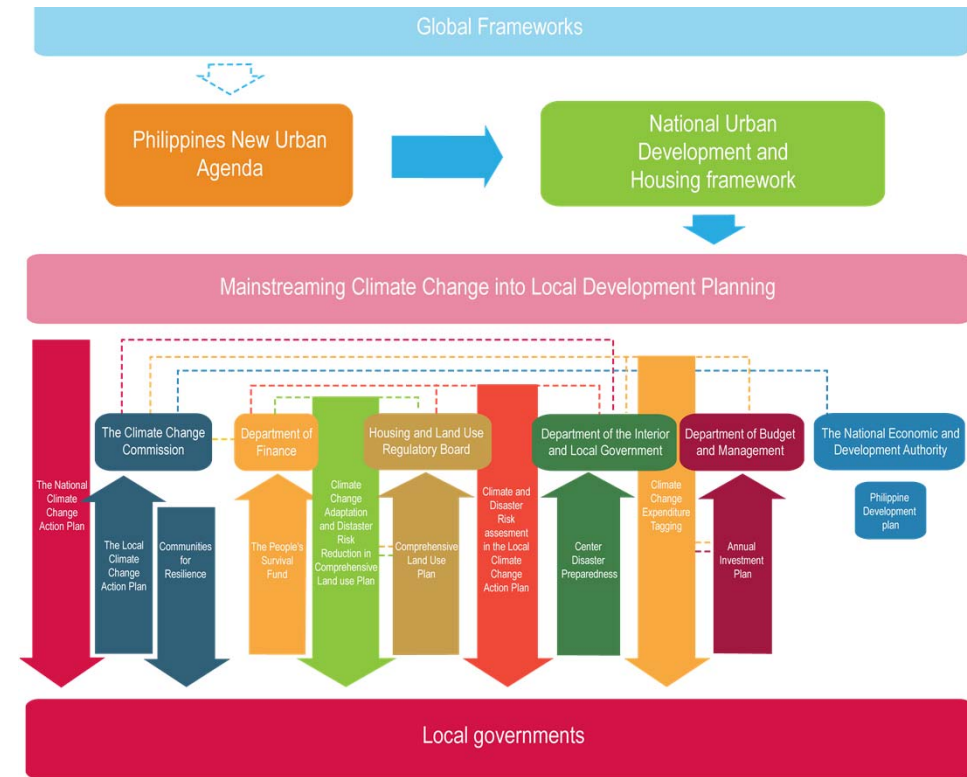 Global Frameworks
Philippines New Urban
Agenda
National Urban
Development and
Housing framework
Mainstreaming Climate Change into Local Development Planning
The Climate Change
Commission
Department of
Finance
Housing and Land Use
Regulatory Board
Department of the Interior
and Local Government
Department of Budget
and Management
The National Economic and
Development Authority
The National
Climate
Change
Action Plan
The Local
Climate
Change
Action Plan
Communities
for
Resilience
The People's
Survival
Fund
Climate
Change
Adaptation
and Distaster
Risk
Reduction in
Comprehensive
Land use Plan
Comprehensive
Land Use
Plan
Climate and
Disaster
Risk
assesment
in the Local
Climate
Change
Action Plan
Center
Disaster
Preparedness
Climate
Change
Expenditure
Tagging
Annual
Investment
Plan
Philippine
Development
plan
Local governments